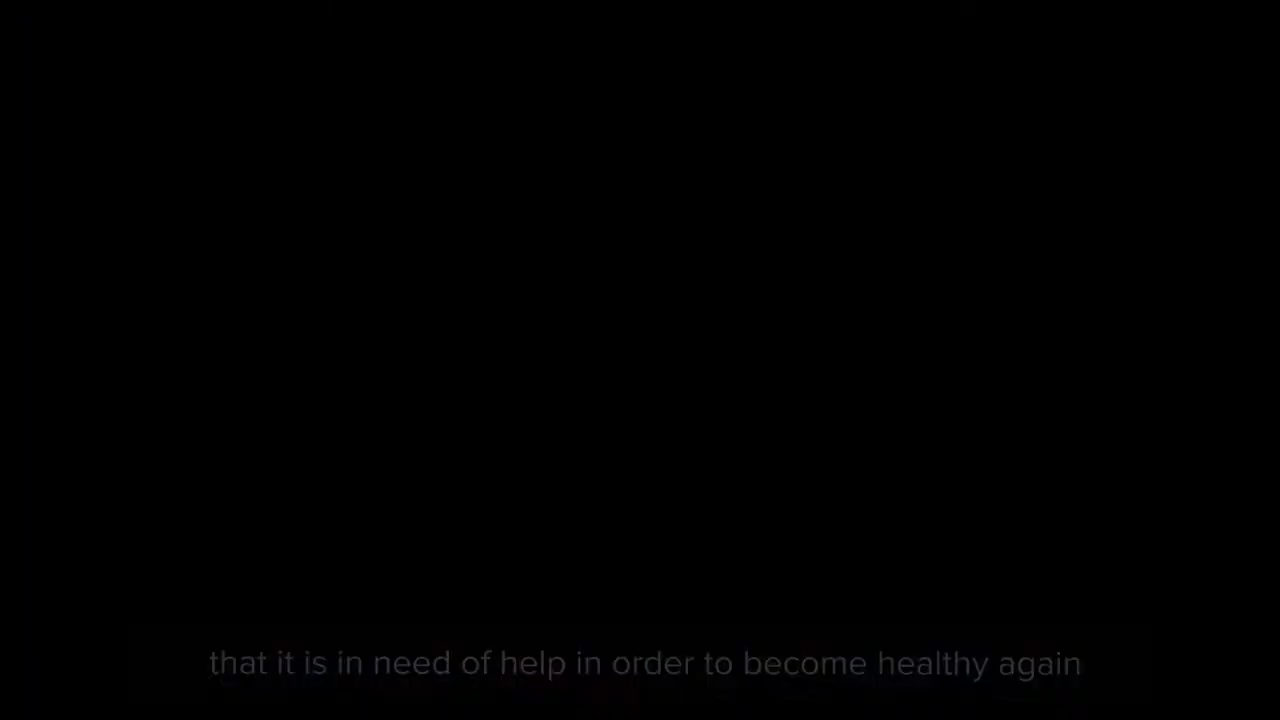 that it is in need of help in order to become healthy again